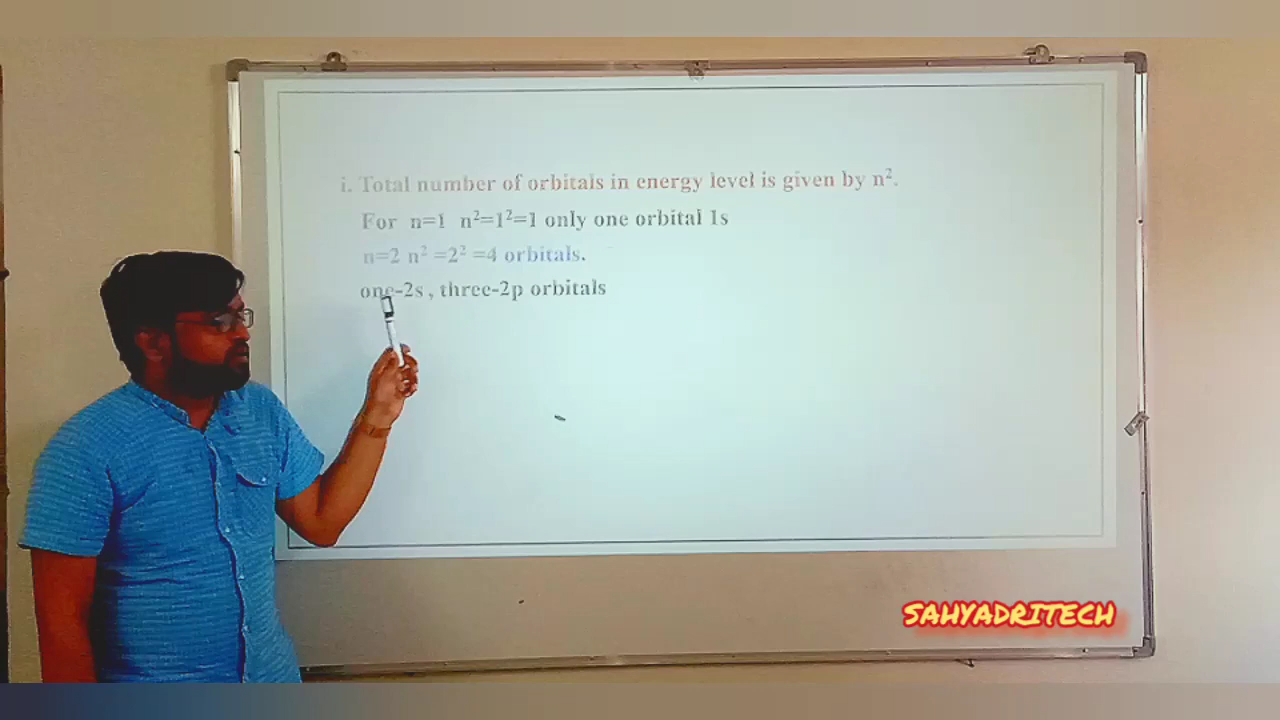 i. Total number of orbitals in energy level is given by n².
For n=1 n²=1²=1 only one orbital 1s
n=2 n² =2² =4 orbitals.
one-2s , three-2p orbitals
SAHYADRITECH